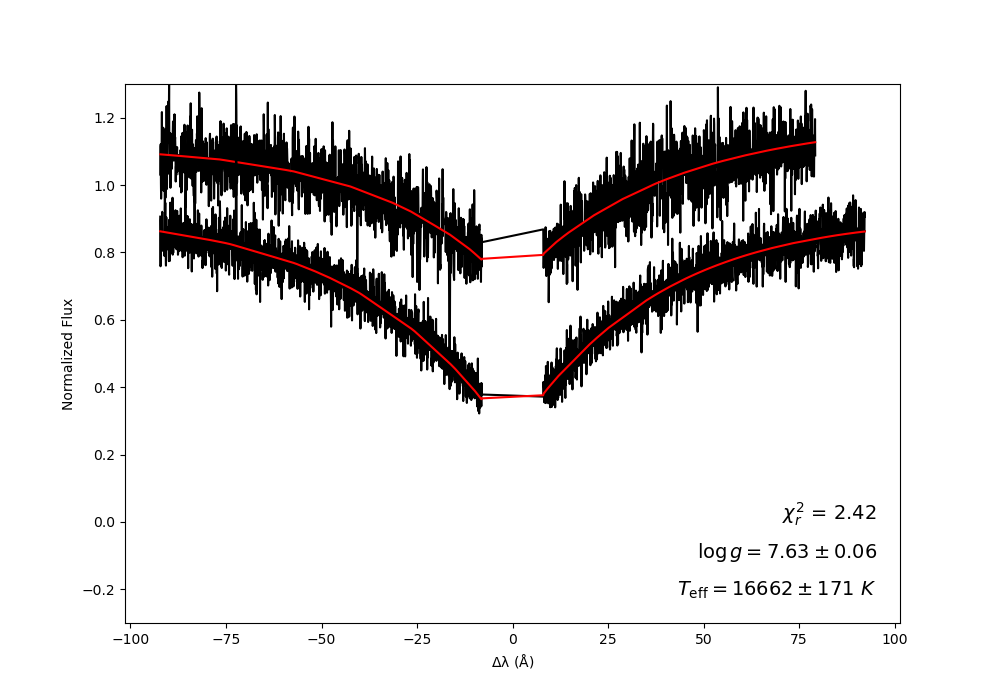 1.2
1.0
0.8
0.6
0.4
0.2
0.0
−0.2
Normalized Flux
χ²ᵣ = 2.42
log g = 7.63 ± 0.06
T_eff = 16662 ± 171 K
−100 −75 −50 −25 0 25 50 75 100
Δλ (Å)